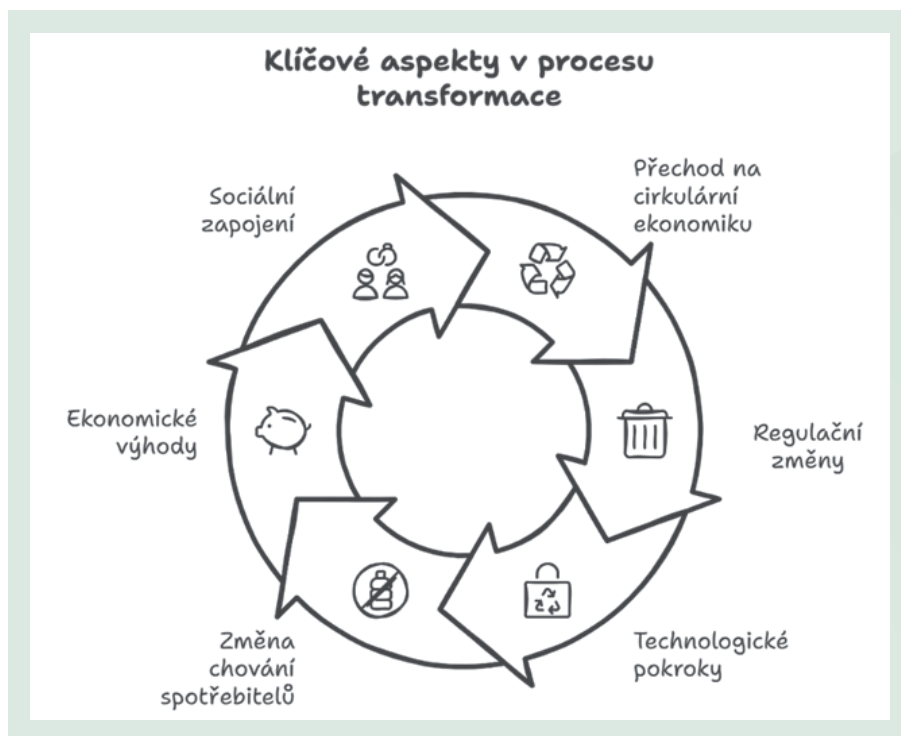 Klíčové aspekty v procesu
transformace
Sociální
zapojení
Přechod na
cirkulární
ekonomiku
Ekonomické
výhody
Regulační
změny
Změna
chování
spotřebitelů
Technologické
pokroky